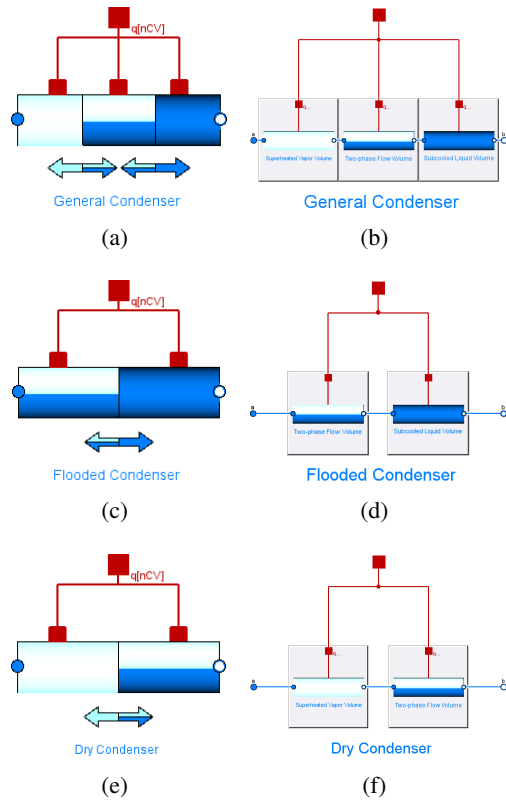 q[nCV]
General Condenser
(a)
q... q... q...
a b
Superheated Vapor Volume Two-phase Flow Volume Subcooled Liquid Volume
General Condenser
(b)
q[nCV]
Flooded Condenser
(c)
a b
Two-phase Flow Volume Subcooled Liquid Volume
Flooded Condenser
(d)
q[nCV]
Dry Condenser
(e)
q... q...
a b
Superheated Vapor Volume Two-phase Flow Volume
Dry Condenser
(f)